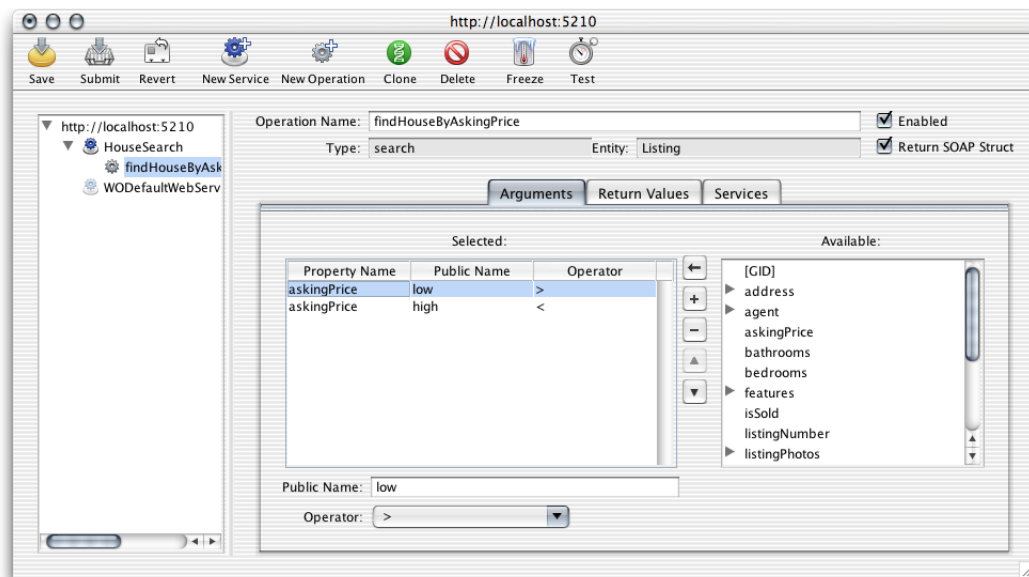 http://localhost:5210
Save Submit Revert New Service New Operation Clone Delete Freeze Test
http://localhost:5210
HouseSearch
findHouseByAsk
WODefaultWebServ
Operation Name: findHouseByAskingPrice Enabled
Type: search Entity: Listing Return SOAP Struct
Arguments Return Values Services
Selected:
Property Name Public Name Operator
askingPrice low >
askingPrice high <
Available:
[GID]
address
agent
askingPrice
bathrooms
bedrooms
features
isSold
listingNumber
listingPhotos
Public Name: low
Operator: >